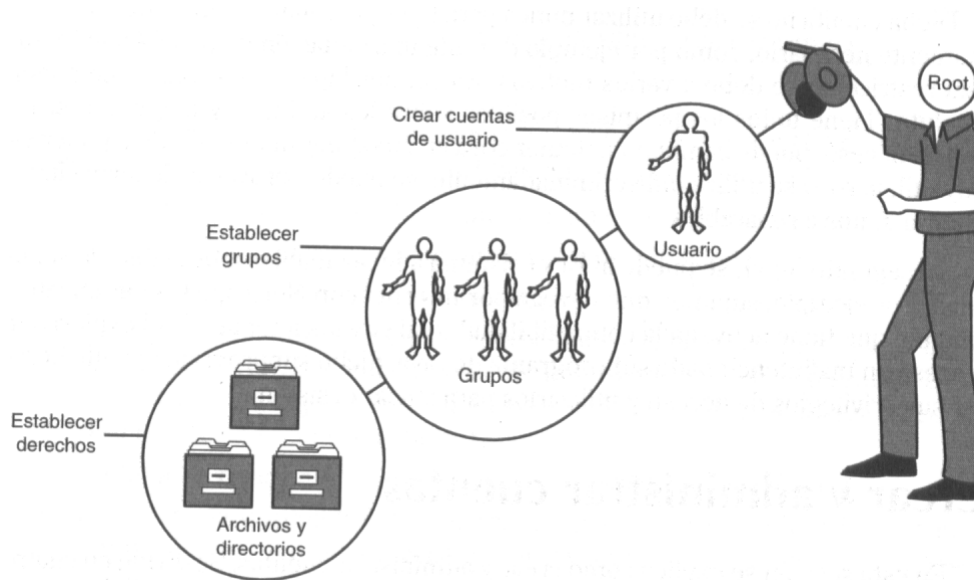 Root
Crear cuentas
de usuario
Usuario
Establecer
grupos
Grupos
Establecer
derechos
Archivos y
directorios